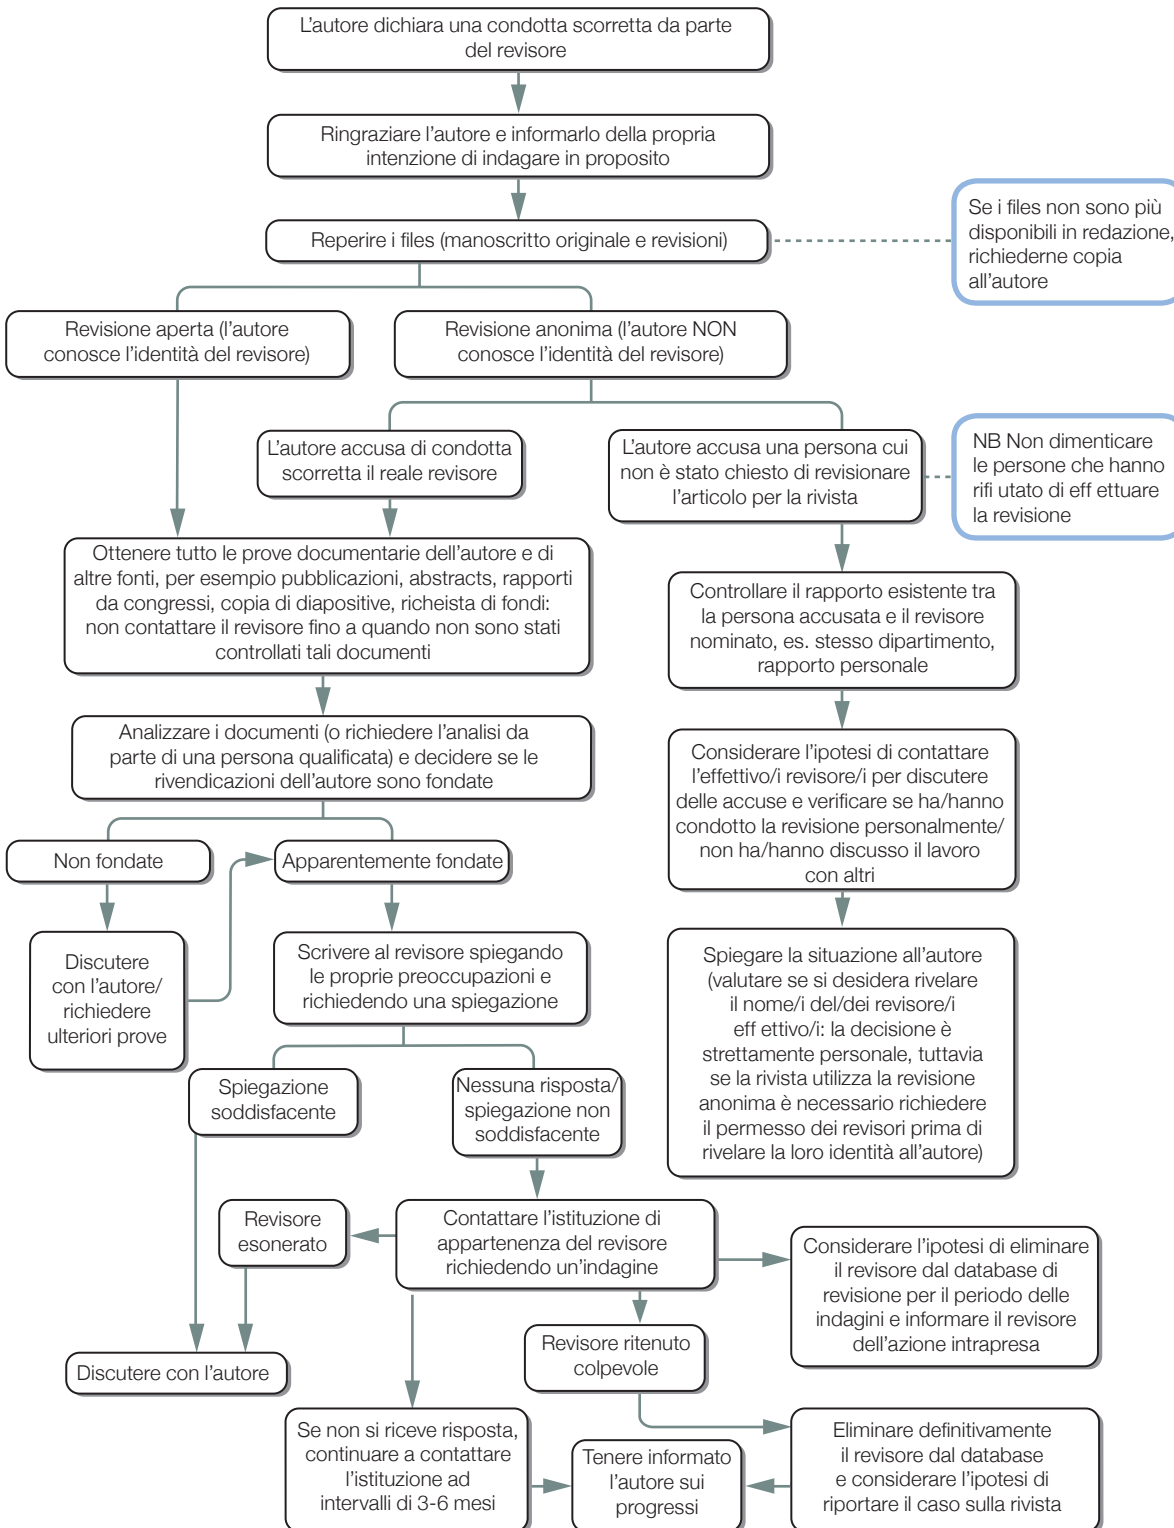 L'autore dichiara una condotta scorretta da parte
del revisore
Ringraziare l'autore e informarlo della propria
intenzione di indagare in proposito
Reperire i files (manoscritto originale e revisioni)
Se i files non sono più
disponibili in redazione,
richiederne copia
all'autore
Revisione aperta (l'autore
conosce l'identità del revisore)
Revisione anonima (l'autore NON
conosce l'identità del revisore)
L'autore accusa di condotta
scorretta il reale revisore
L'autore accusa una persona cui
non è stato chiesto di revisionare
l'articolo per la rivista
NB Non dimenticare
le persone che hanno
rifi utato di eff ettuare
la revisione
Ottenere tutto le prove documentarie dell'autore e di
altre fonti, per esempio pubblicazioni, abstracts, rapporti
da congressi, copia di diapositive, richeista di fondi:
non contattare il revisore fino a quando non sono stati
controllati tali documenti
Controllare il rapporto esistente tra
la persona accusata e il revisore
nominato, es. stesso dipartimento,
rapporto personale
Analizzare i documenti (o richiedere l'analisi da
parte di una persona qualificata) e decidere se le
rivendicazioni dell'autore sono fondate
Considerare l'ipotesi di contattare
l'effettivo/i revisore/i per discutere
delle accuse e verificare se ha/hanno
condotto la revisione personalmente/
non ha/hanno discusso il lavoro
con altri
Non fondate
Apparentemente fondate
Discutere
con l'autore/
richiedere
ulteriori prove
Scrivere al revisore spiegando
le proprie preoccupazioni e
richiedendo una spiegazione
Spiegare la situazione all'autore
(valutare se si desidera rivelare
il nome/i del/dei revisore/i
eff ettivo/i: la decisione è
strettamente personale, tuttavia
se la rivista utilizza la revisione
anonima è necessario richiedere
il permesso dei revisori prima di
rivelare la loro identità all'autore)
Spiegazione
soddisfacente
Nessuna risposta/
spiegazione non
soddisfacente
Revisore
esonerato
Contattare l'istituzione di
appartenenza del revisore
richiedendo un'indagine
Considerare l'ipotesi di eliminare
il revisore dal database di
revisione per il periodo delle
indagini e informare il revisore
dell'azione intrapresa
Discutere con l'autore
Revisore ritenuto
colpevole
Se non si riceve risposta,
continuare a contattare
l'istituzione ad
intervalli di 3-6 mesi
Tenere informato
l'autore sui
progressi
Eliminare definitivamente
il revisore dal database
e considerare l'ipotesi di
riportare il caso sulla rivista